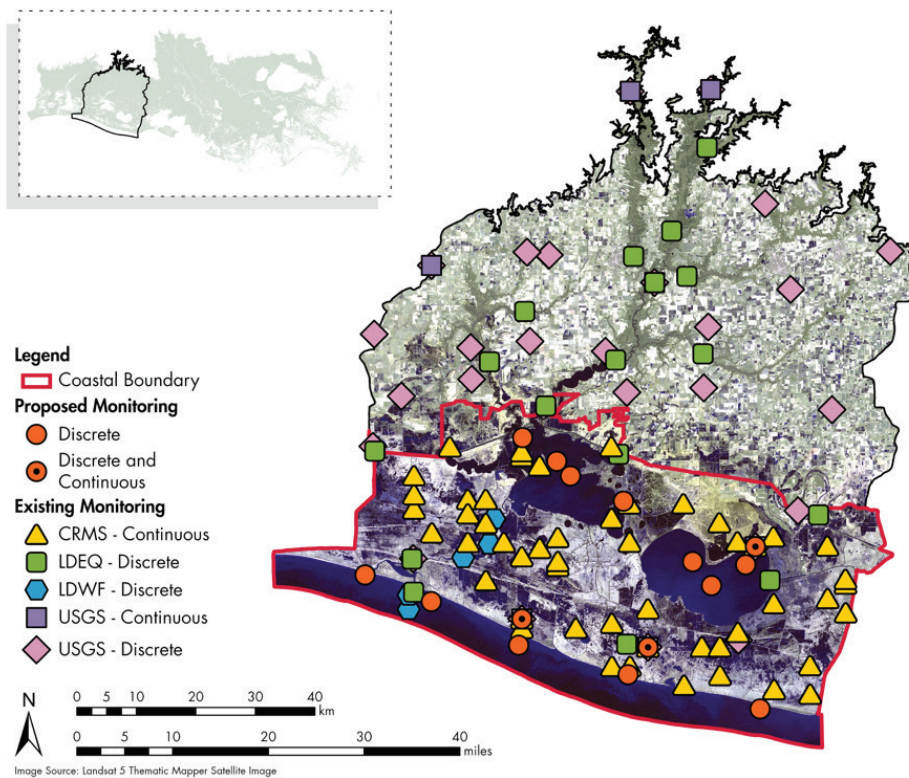 Legend
Coastal Boundary
Proposed Monitoring
Discrete
Discrete and
Continuous
Existing Monitoring
CRMS - Continuous
LDEQ - Discrete
LDWF - Discrete
USGS - Continuous
USGS - Discrete
N
0 5 10 20 30 40
km
0 5 10 20 30 40
miles
Image Source: Landsat 5 Thematic Mapper Satellite Image